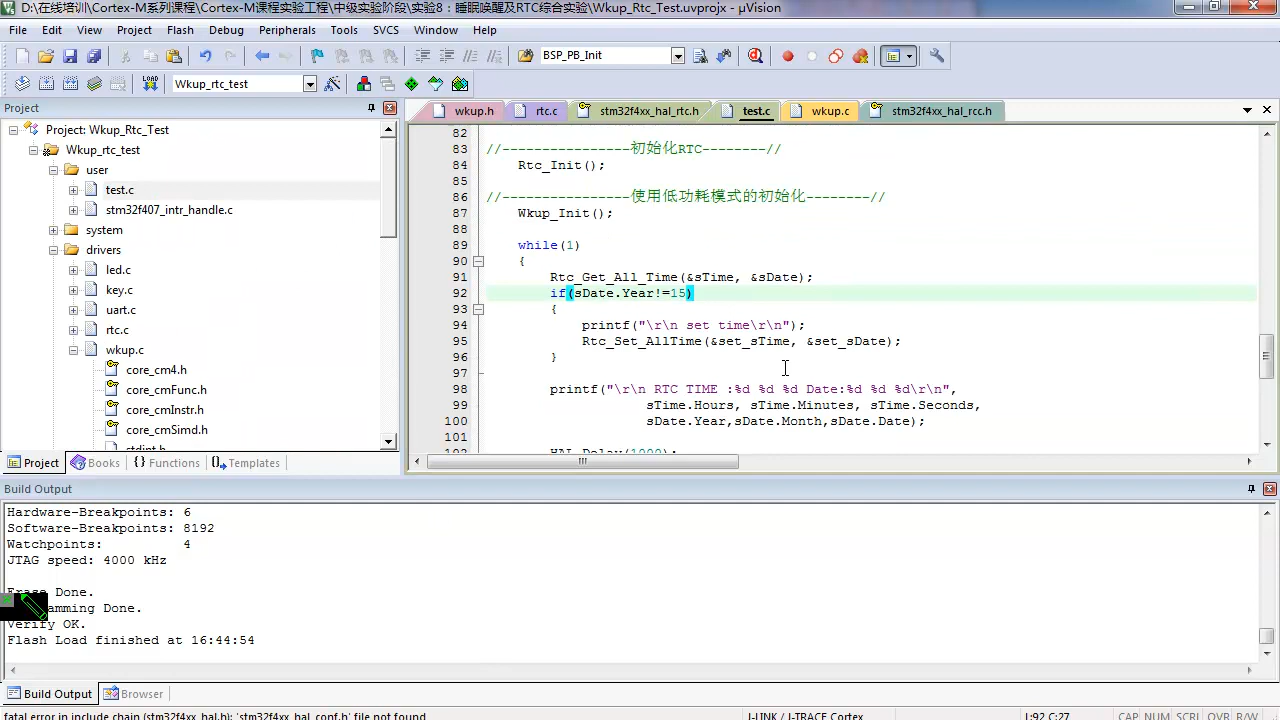 D:\在线培训\Cortex-M系列课程\Cortex-M课程实验工程\中级实验阶段\实验8：睡眠唤醒及RTC综合实验\Wkup_Rtc_Test.uvprojx - µVision
File Edit View Project Flash Debug Peripherals Tools SVCS Window Help
BSP_PB_Init
LOAD Wkup_rtc_test
Project
Project: Wkup_Rtc_Test
Wkup_rtc_test
user
test.c
stm32f407_intr_handle.c
system
drivers
led.c
key.c
uart.c
rtc.c
wkup.c
core_cm4.h
core_cmFunc.h
core_cmInstr.h
core_cmSimd.h
stdint.h
Project Books Functions Templates
wkup.h rtc.c stm32f4xx_hal_rtc.h test.c wkup.c stm32f4xx_hal_rcc.h
82
83 //----------------初始化RTC--------//
84 Rtc_Init();
85
86 //----------------使用低功耗模式的初始化--------//
87 Wkup_Init();
88
89 while(1)
90 {
91 Rtc_Get_All_Time(&sTime, &sDate);
92 if(sDate.Year!=15)
93 {
94 printf("\r\n set time\r\n");
95 Rtc_Set_AllTime(&set_sTime, &set_sDate);
96 }
97
98 printf("\r\n RTC TIME :%d %d %d Date:%d %d %d\r\n",
99 sTime.Hours, sTime.Minutes, sTime.Seconds,
100 sDate.Year,sDate.Month,sDate.Date);
101
102 HAL_Delay(1000);
Build Output
Hardware-Breakpoints: 6
Software-Breakpoints: 8192
Watchpoints: 4
JTAG speed: 4000 kHz
Erase Done.
amming Done.
Verify OK.
Flash Load finished at 16:44:54
Build Output Browser
fatal error in include chain (stm32f4xx_hal.h): 'stm32f4xx_hal_conf.h' file not found J-LINK / J-TRACE Cortex L:92 C:27 CAP NUM SCRL OVR R/W